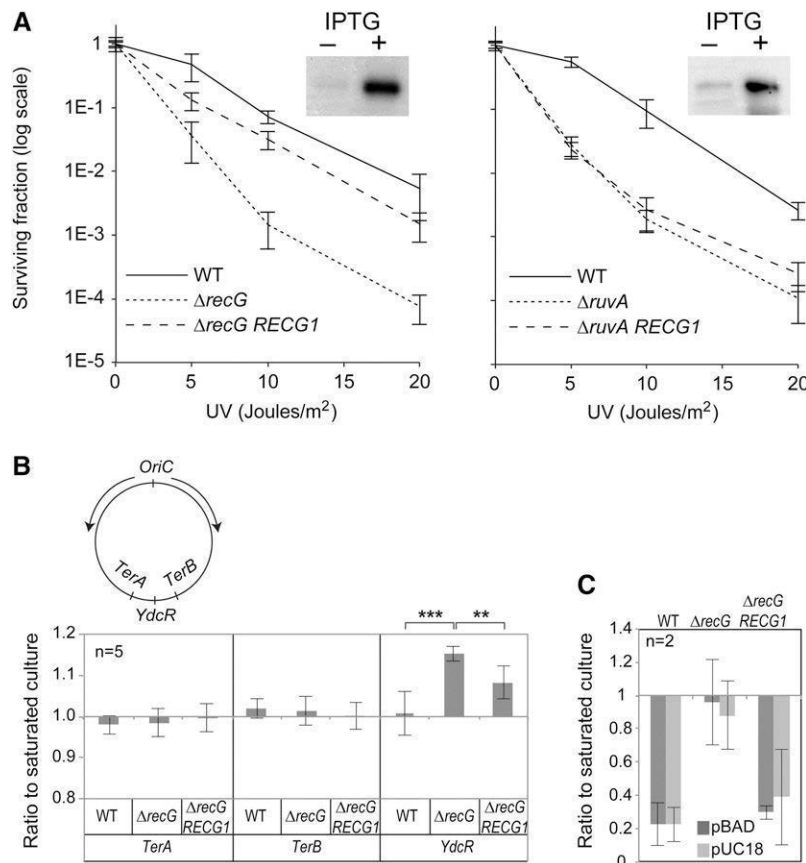 A
IPTG
– +
1
1E-1
1E-2
1E-3
1E-4
1E-5
Surviving fraction (log scale)
WT
ΔrecG
ΔrecG RECG1
0 5 10 20
UV (Joules/m²)
IPTG
– +
WT
ΔruvA
ΔruvA RECG1
0 5 10 20
UV (Joules/m²)
B
OriC
TerA
TerB
YdcR
Ratio to saturated culture
1.2
1.1
1.0
0.9
0.8
n=5
*** **
WT ΔrecG ΔrecG RECG1 WT ΔrecG ΔrecG RECG1 WT ΔrecG ΔrecG RECG1
TerA TerB YdcR
C
WT ΔrecG ΔrecG RECG1
Ratio to saturated culture
1.4
1.2
1
0.8
0.6
0.4
0.2
0
n=2
pBAD
pUC18